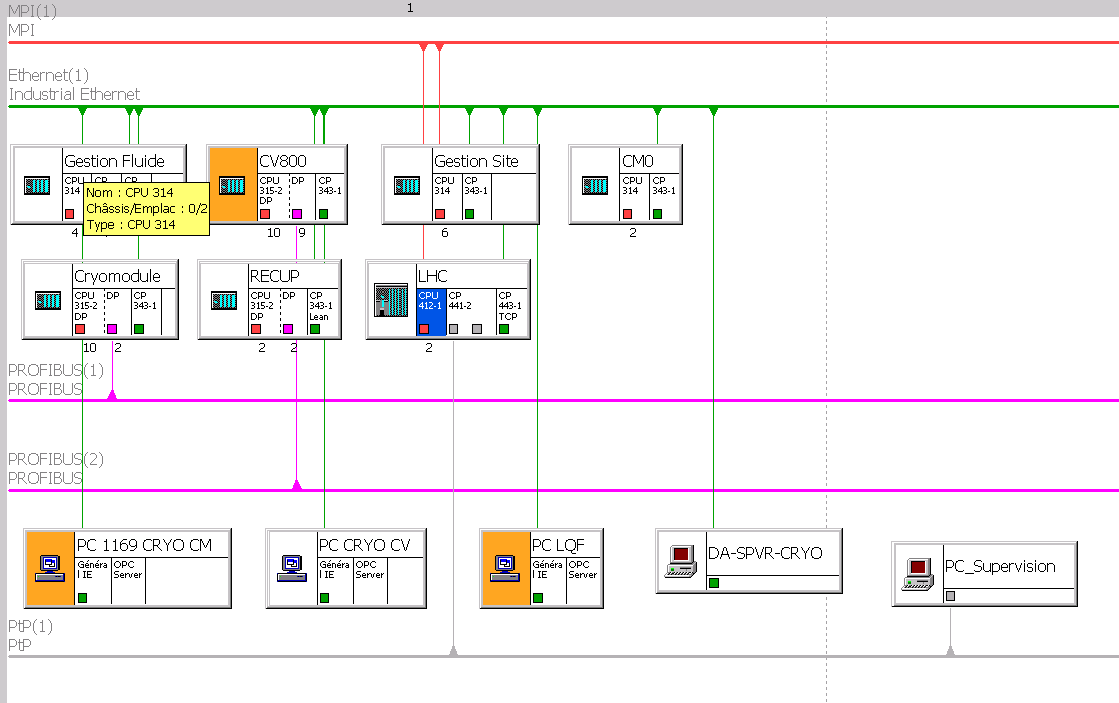 1
MPI(1)
MPI
Ethernet(1)
Industrial Ethernet
Gestion Fluide
CPU
314
CP
CP
Nom : CPU 314
Châssis/Emplac : 0/2
Type : CPU 314
4
CV800
CPU
315-2
DP
DP
CP
343-1
10
9
Gestion Site
CPU
314
CP
343-1
6
CM0
CPU
314
CP
343-1
2
Cryomodule
CPU
315-2
DP
DP
CP
343-1
10
2
RECUP
CPU
315-2
DP
DP
CP
343-1
Lean
2
2
LHC
CPU
412-1
CP
441-2
CP
443-1
TCP
2
PROFIBUS(1)
PROFIBUS
PROFIBUS(2)
PROFIBUS
PC 1169 CRYO CM
Généra
l IE
OPC
Server
PC CRYO CV
Généra
l IE
OPC
Server
PC LQF
Généra
l IE
OPC
Server
DA-SPVR-CRYO
PC_Supervision
PtP(1)
PtP